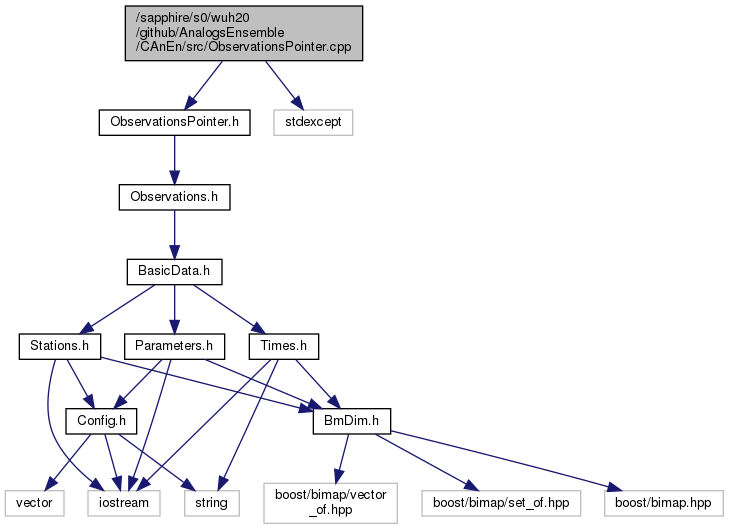 /sapphire/s0/wuh20
/github/AnalogsEnsemble
/CAnEn/src/ObservationsPointer.cpp
ObservationsPointer.h
stdexcept
Observations.h
BasicData.h
Stations.h
Parameters.h
Times.h
Config.h
BmDim.h
vector
iostream
string
boost/bimap/vector
_of.hpp
boost/bimap/set_of.hpp
boost/bimap.hpp